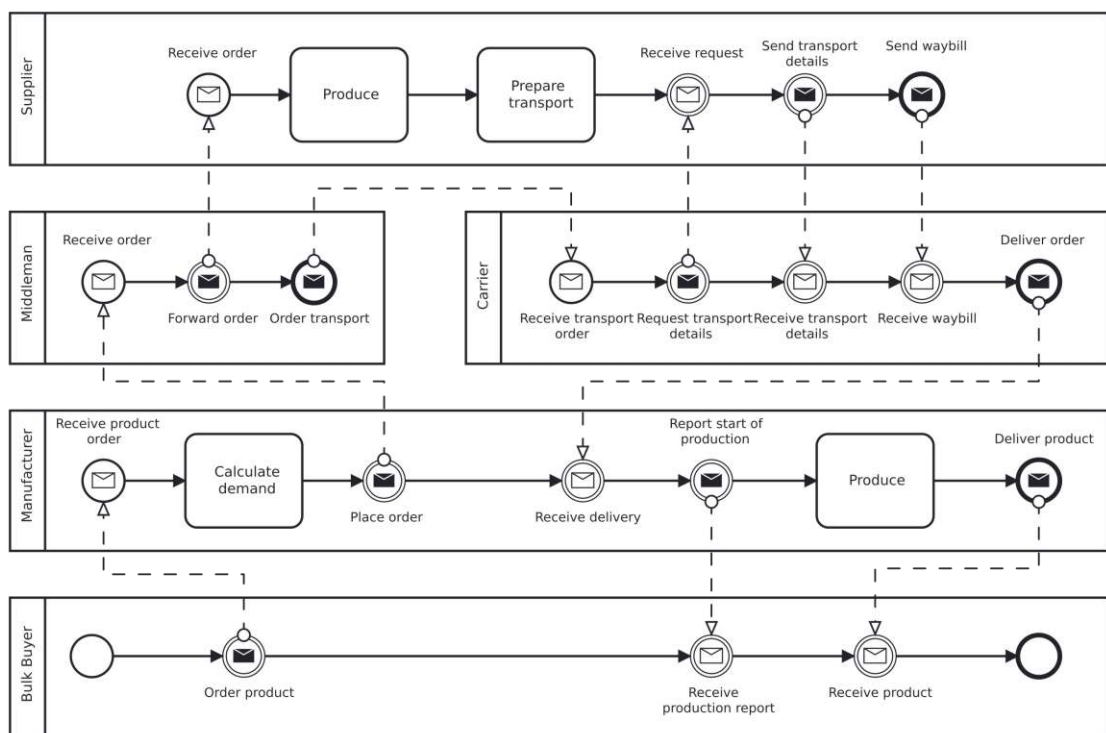 Supplier
Receive order
Produce
Prepare
transport
Receive request
Send transport
details
Send waybill
Middleman
Receive order
Forward order
Order transport
Carrier
Receive transport
order
Request transport
details
Receive transport
details
Receive waybill
Deliver order
Manufacturer
Receive product
order
Calculate
demand
Place order
Receive delivery
Report start of
production
Produce
Deliver product
Bulk Buyer
Order product
Receive
production report
Receive product